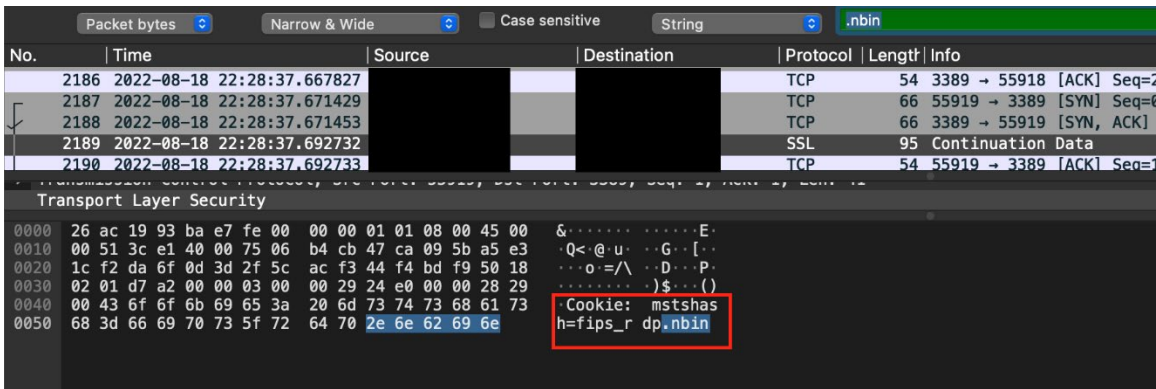 Packet bytes Narrow & Wide Case sensitive String .nbin
No. Time Source Destination Protocol Length Info
2186 2022-08-18 22:28:37.667827 TCP 54 3389 → 55918 [ACK] Seq=2
2187 2022-08-18 22:28:37.671429 TCP 66 55919 → 3389 [SYN] Seq=0
2188 2022-08-18 22:28:37.671453 TCP 66 3389 → 55919 [SYN, ACK]
2189 2022-08-18 22:28:37.692732 SSL 95 Continuation Data
2190 2022-08-18 22:28:37.692733 TCP 54 55919 → 3389 [ACK] Seq=1
Transport Layer Security
0000 26 ac 19 93 ba e7 fe 00 00 00 01 01 08 00 45 00 &······· ······E·
0010 00 51 3c e1 40 00 75 06 b4 cb 47 ca 09 5b a5 e3 ·Q<·@·u· ··G··[··
0020 1c f2 da 6f 0d 3d 2f 5c ac f3 44 f4 bd f9 50 18 ···o·=/\ ··D···P·
0030 02 01 d7 a2 00 00 03 00 00 29 24 e0 00 00 28 29 ········ ·)$···()
0040 00 43 6f 6f 6b 69 65 3a 20 6d 73 74 73 68 61 73 ·Cookie: mstshas
0050 68 3d 66 69 70 73 5f 72 64 70 2e 6e 62 69 6e h=fips_r dp.nbin